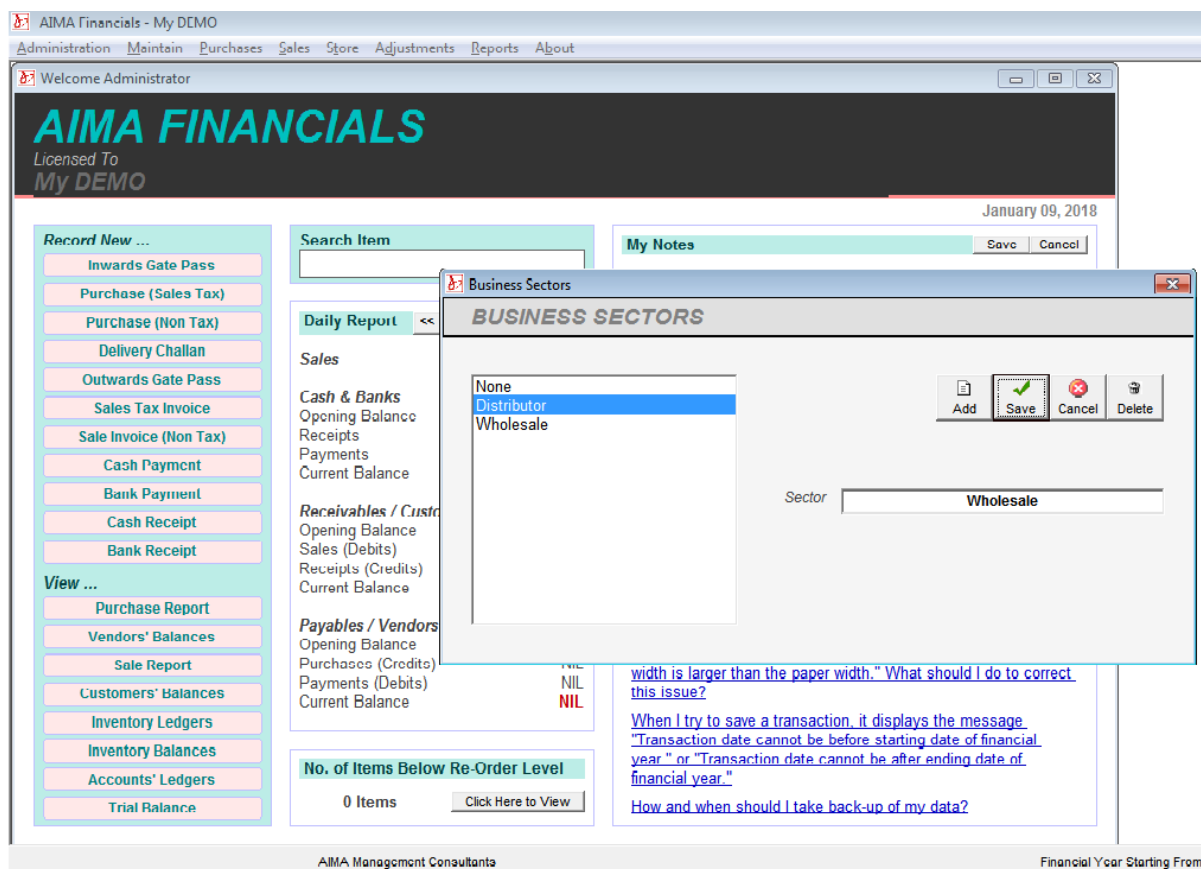 AIMA Financials - My DEMO
Administration Maintain Purchases Sales Store Adjustments Reports About
Welcome Administrator
AIMA FINANCIALS
Licensed To
My DEMO
January 09, 2018
Record New ...
Inwards Gate Pass
Purchase (Sales Tax)
Purchase (Non Tax)
Delivery Challan
Outwards Gate Pass
Sales Tax Invoice
Sale Invoice (Non Tax)
Cash Payment
Bank Payment
Cash Receipt
Bank Receipt
View ...
Purchase Report
Vendors' Balances
Sale Report
Customers' Balances
Inventory Ledgers
Inventory Balances
Accounts' Ledgers
Trial Balance
Search Item
Daily Report <<
Sales
Cash & Banks
Opening Balance
Receipts
Payments
Current Balance
Receivables / Custo
Opening Balance
Sales (Debits)
Receipts (Credits)
Current Balance
Payables / Vendors
Opening Balance
Purchases (Credits) NIL
Payments (Debits) NIL
Current Balance NIL
No. of Items Below Re-Order Level
0 Items Click Here to View
My Notes Save Cancel
Business Sectors
BUSINESS SECTORS
None
Distributor
Wholesale
Add Save Cancel Delete
Sector Wholesale
width is larger than the paper width." What should I do to correct
this issue?
When I try to save a transaction, it displays the message
"Transaction date cannot be before starting date of financial
year." or "Transaction date cannot be after ending date of
financial year."
How and when should I take back-up of my data?
AIMA Management Consultants Financial Year Starting From